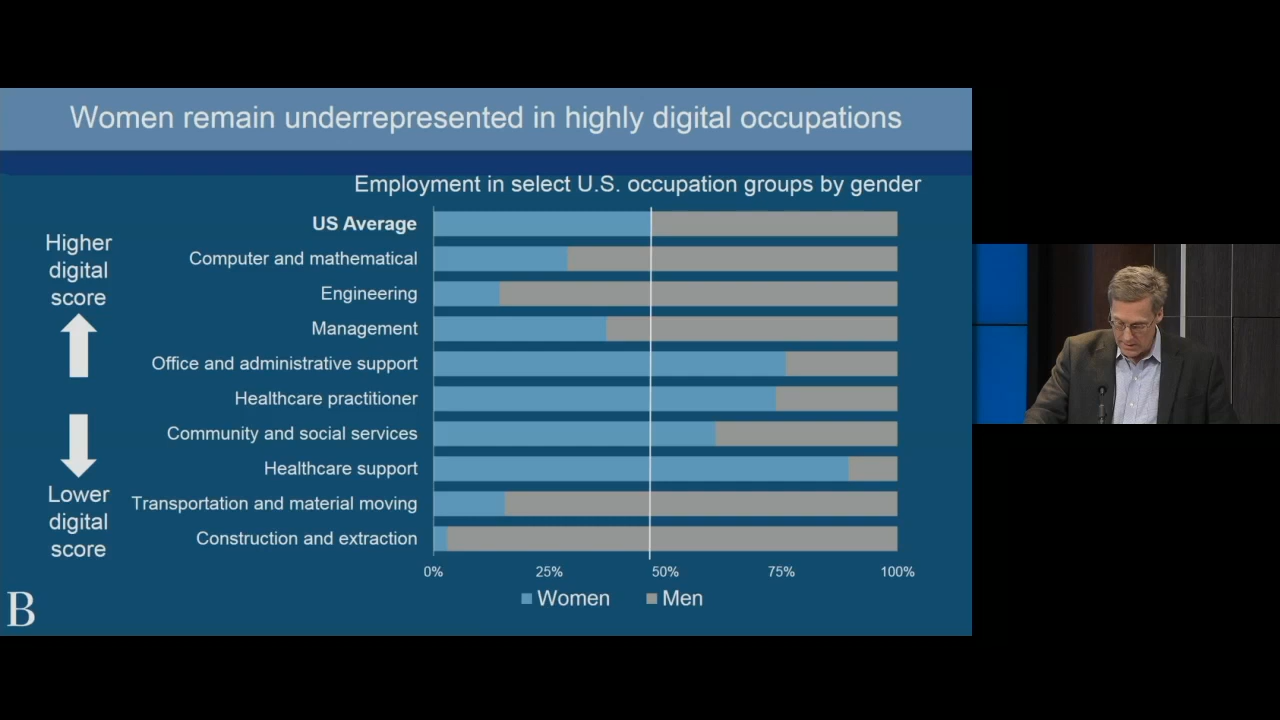 Women remain underrepresented in highly digital occupations
Employment in select U.S. occupation groups by gender
Higher
digital
score
Lower
digital
score
US Average
Computer and mathematical
Engineering
Management
Office and administrative support
Healthcare practitioner
Community and social services
Healthcare support
Transportation and material moving
Construction and extraction
0% 25% 50% 75% 100%
Women Men
B